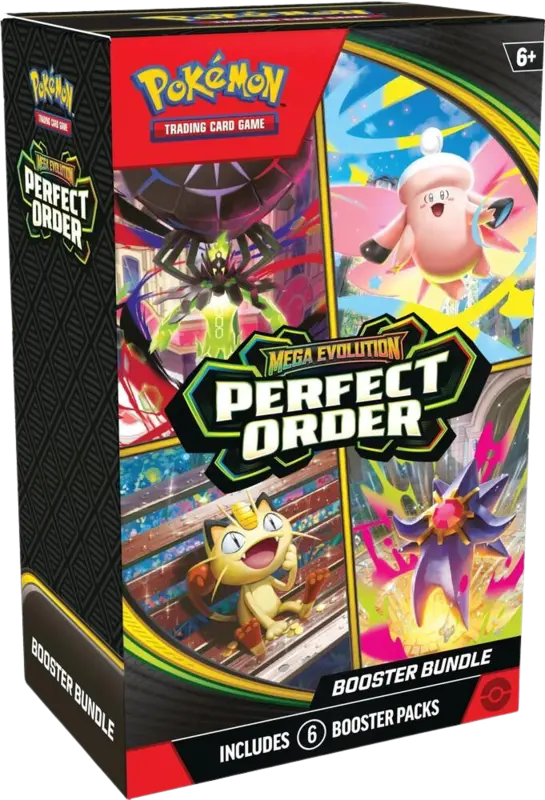 POKéMON
TRADING CARD GAME
MEGA EVOLUTION
PERFECT
ORDER
BOOSTER BUNDLE
6+
POKéMON
TRADING CARD GAME
MEGA EVOLUTION
PERFECT
ORDER
BOOSTER BUNDLE
INCLUDES 6 BOOSTER PACKS